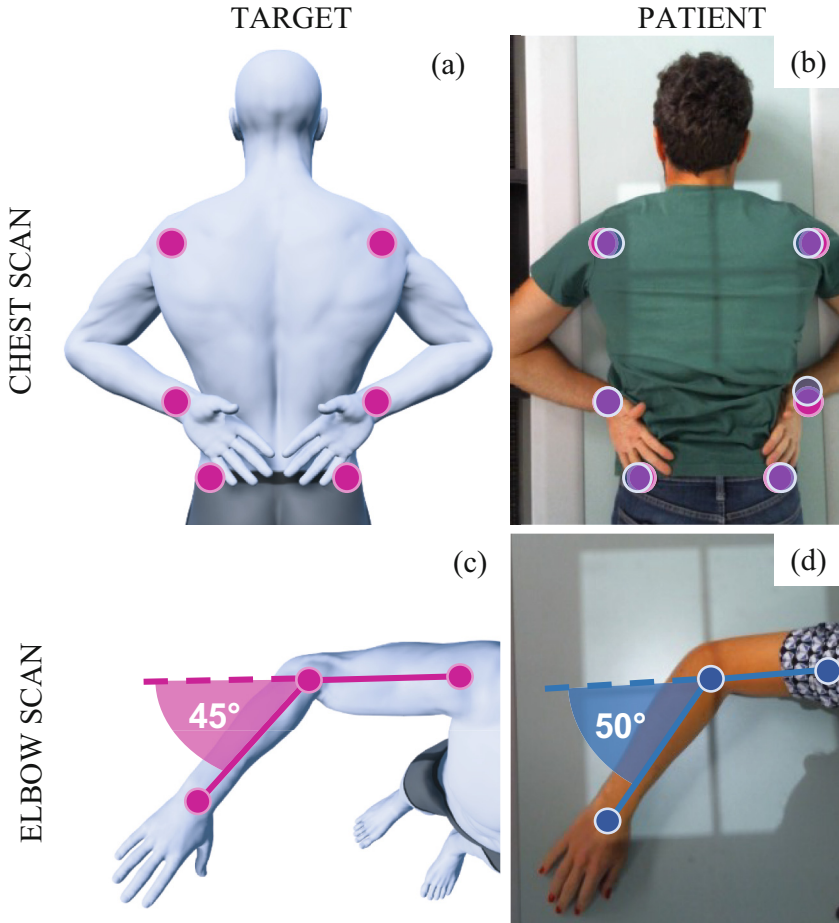 TARGET
PATIENT
CHEST SCAN
(a)
(b)
ELBOW SCAN
(c)
45°
(d)
50°